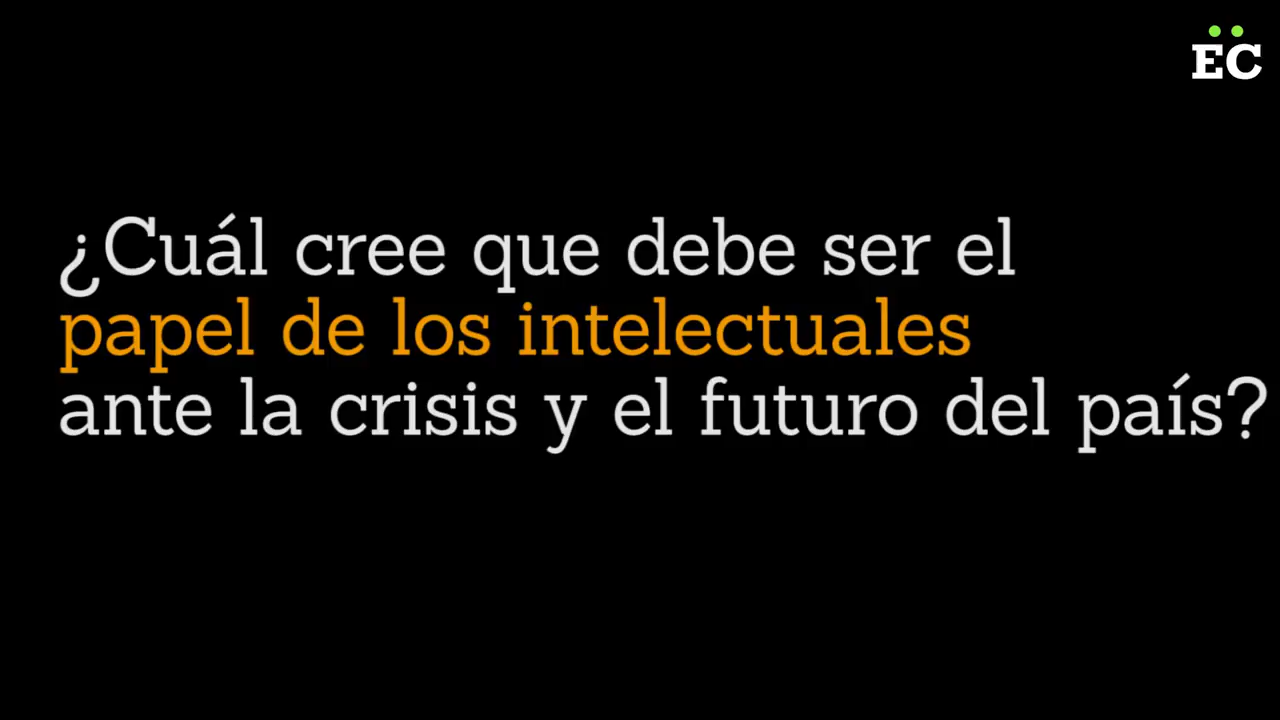 EC
¿Cuál cree que debe ser el
papel de los intelectuales
ante la crisis y el futuro del país?